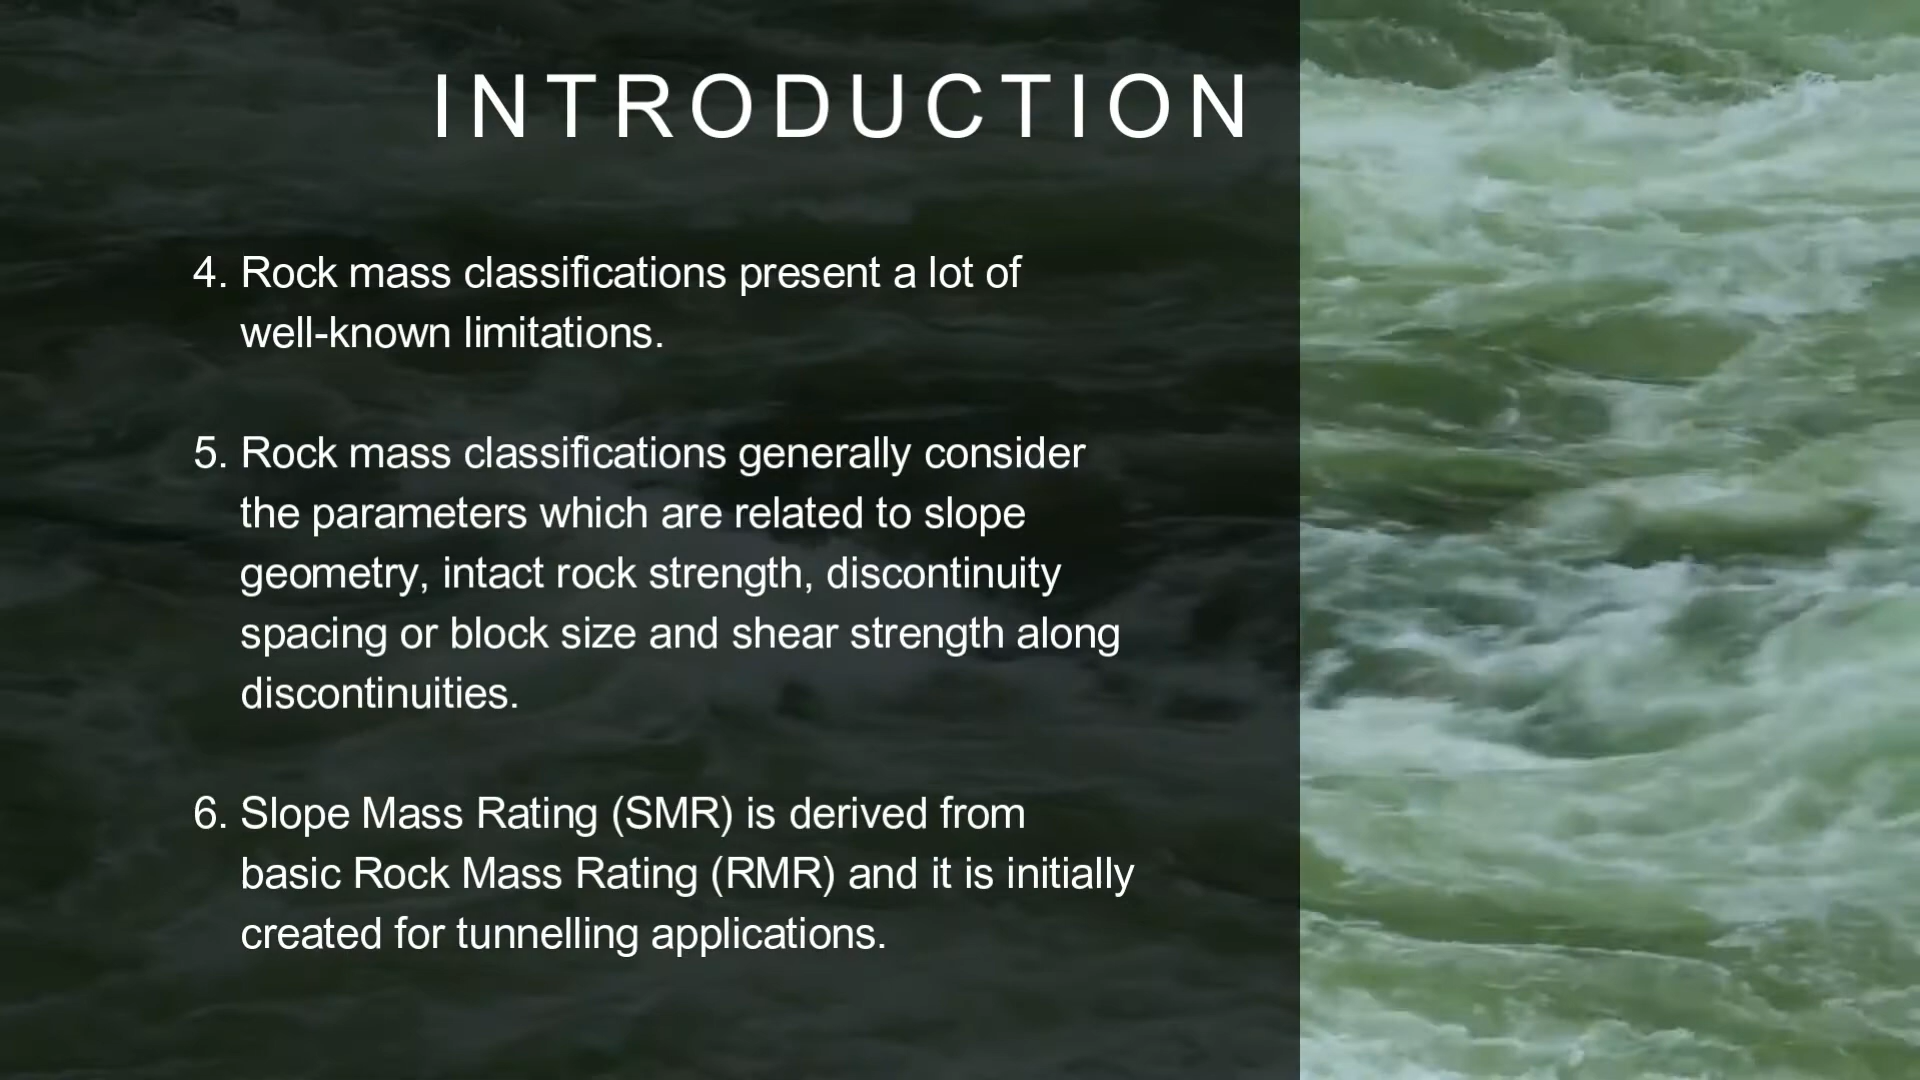 INTRODUCTION
4. Rock mass classifications present a lot of
well-known limitations.
5. Rock mass classifications generally consider
the parameters which are related to slope
geometry, intact rock strength, discontinuity
spacing or block size and shear strength along
discontinuities.
6. Slope Mass Rating (SMR) is derived from
basic Rock Mass Rating (RMR) and it is initially
created for tunnelling applications.